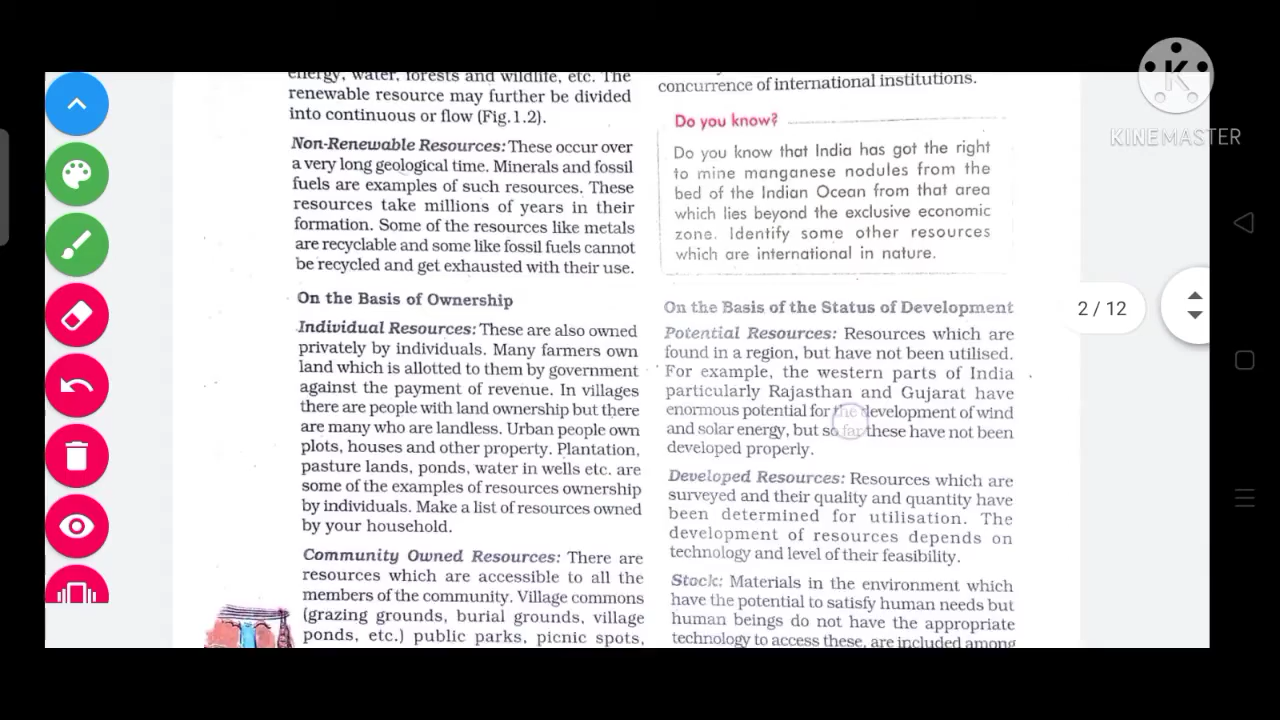 energy, water, forests and wildlife, etc. The
renewable resource may further be divided
into continuous or flow (Fig.1.2).
Non-Renewable Resources: These occur over
a very long geological time. Minerals and fossil
fuels are examples of such resources. These
resources take millions of years in their
formation. Some of the resources like metals
are recyclable and some like fossil fuels cannot
be recycled and get exhausted with their use.
On the Basis of Ownership
Individual Resources: These are also owned
privately by individuals. Many farmers own
land which is allotted to them by government
against the payment of revenue. In villages
there are people with land ownership but there
are many who are landless. Urban people own
plots, houses and other property. Plantation,
pasture lands, ponds, water in wells etc. are
some of the examples of resources ownership
by individuals. Make a list of resources owned
by your household.
Community Owned Resources: There are
resources which are accessible to all the
members of the community. Village commons
(grazing grounds, burial grounds, village
ponds, etc.) public parks, picnic spots,
concurrence of international institutions.
Do you know?
Do you know that India has got the right
to mine manganese nodules from the
bed of the Indian Ocean from that area
which lies beyond the exclusive economic
zone. Identify some other resources
which are international in nature.
On the Basis of the Status of Development
Potential Resources: Resources which are
found in a region, but have not been utilised.
For example, the western parts of India
particularly Rajasthan and Gujarat have
enormous potential for the development of wind
and solar energy, but so far these have not been
developed properly.
Developed Resources: Resources which are
surveyed and their quality and quantity have
been determined for utilisation. The
development of resources depends on
technology and level of their feasibility.
Stock: Materials in the environment which
have the potential to satisfy human needs but
human beings do not have the appropriate
technology to access these, are included among
2 / 12
K
KINEMASTER